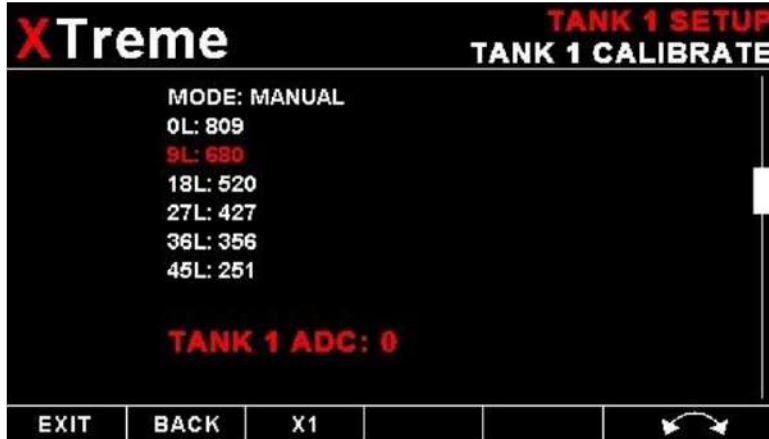 XTreme
TANK 1 SETUP
TANK 1 CALIBRATE
MODE: MANUAL
0L: 809
9L: 680
18L: 520
27L: 427
36L: 356
45L: 251
TANK 1 ADC: 0
EXIT BACK X1